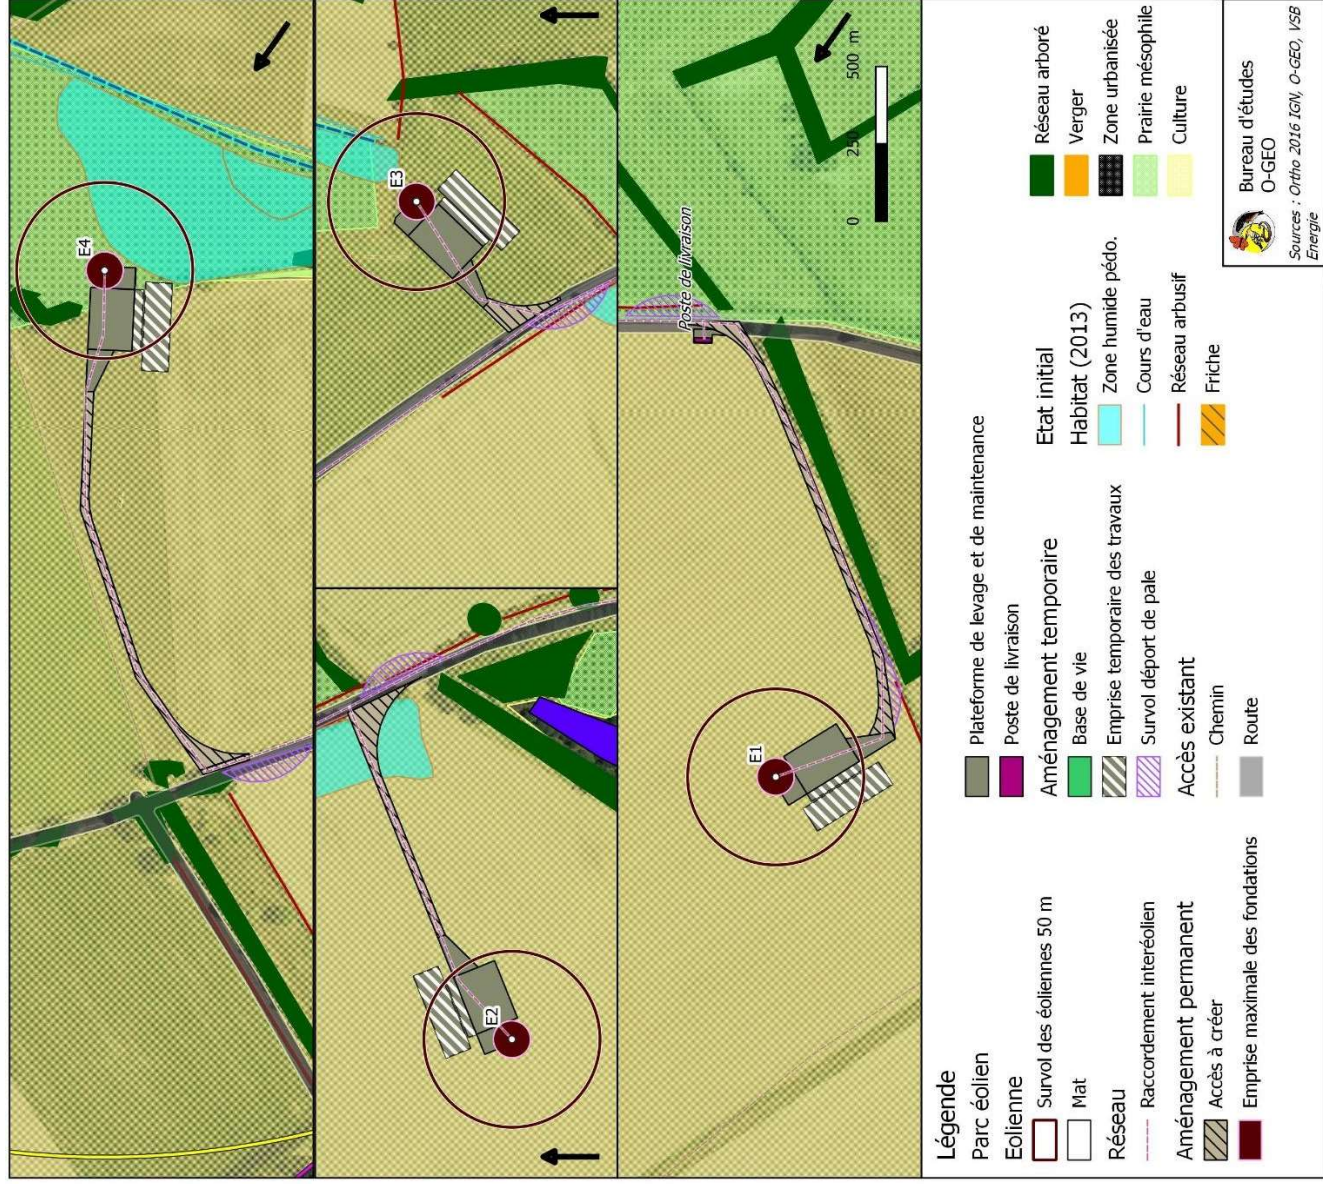 E4
E3
E2
E1
Poste de livraison
0 250 500 m
Légende
Parc éolien
Eolienne
Survol des éoliennes 50 m
Mat
Réseau
Raccordement interéolien
Aménagement permanent
Accès à créer
Emprise maximale des fondations
Plateforme de levage et de maintenance
Poste de livraison
Aménagement temporaire
Base de vie
Emprise temporaire des travaux
Survol déport de pale
Accès existant
Chemin
Route
Etat initial
Habitat (2013)
Zone humide pédo.
Cours d'eau
Réseau arbusif
Friche
Réseau arboré
Verger
Zone urbanisée
Prairie mésophile
Culture
Bureau d'études
O-GEO
Sources : Ortho 2016 IGN, O-GEO, VSB
Energie